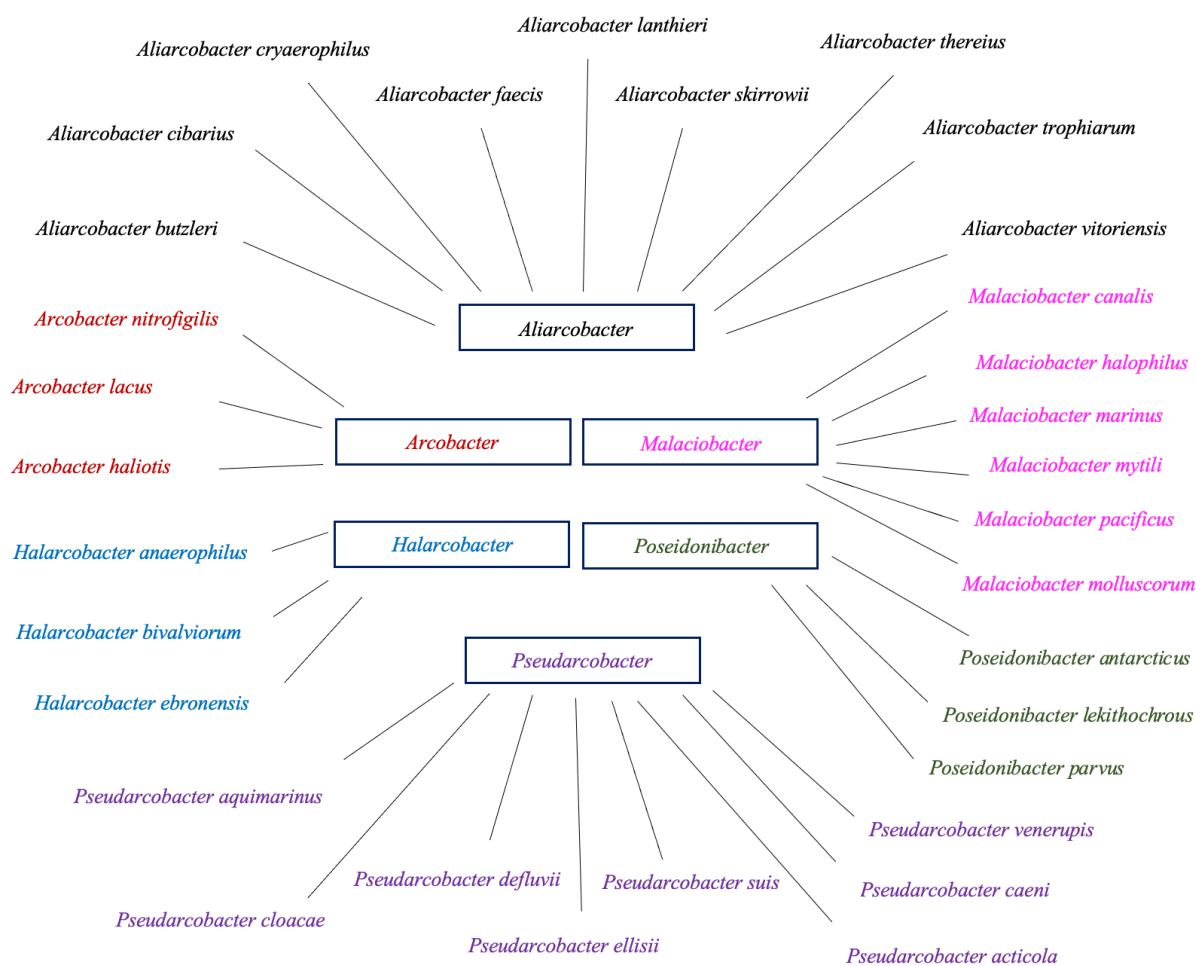 Aliarcobacter lanthieri
Aliarcobacter cryaerophilus
Aliarcobacter thereius
Aliarcobacter faecis
Aliarcobacter skirrowii
Aliarcobacter cibarius
Aliarcobacter trophiarum
Aliarcobacter butzleri
Aliarcobacter vitoriensis
Malaciobacter canalis
Arcobacter nitrofigilis
Aliarcobacter
Malaciobacter halophilus
Arcobacter lacus
Malaciobacter marinus
Arcobacter
Malaciobacter
Arcobacter haliotis
Malaciobacter mytili
Malaciobacter pacificus
Halarcobacter anaerophilus
Halarcobacter
Poseidonibacter
Malaciobacter molluscorum
Halarcobacter bivalviorum
Pseudarcobacter
Poseidonibacter antarcticus
Halarcobacter ebronensis
Poseidonibacter lekithochrous
Poseidonibacter parvus
Pseudarcobacter aquimarinus
Pseudarcobacter venerupis
Pseudarcobacter defluvii
Pseudarcobacter suis
Pseudarcobacter caeni
Pseudarcobacter cloacae
Pseudarcobacter ellisii
Pseudarcobacter acticola